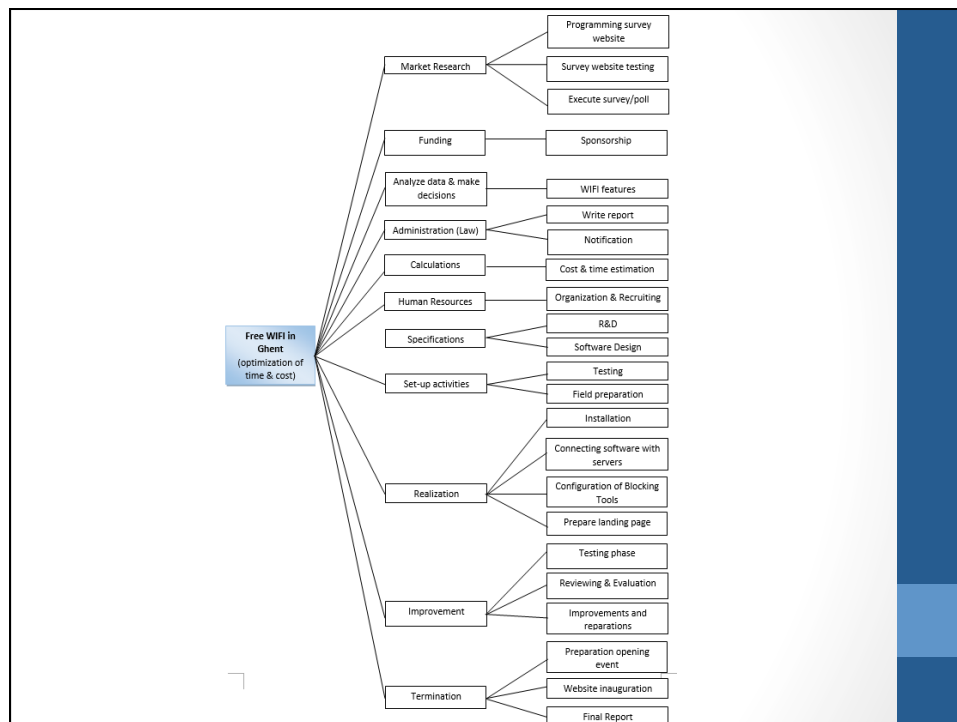 Free WIFI in
Ghent
(optimization of
time & cost)
Market Research
Programming survey
website
Survey website testing
Execute survey/poll
Funding
Sponsorship
Analyze data & make
decisions
WIFI features
Administration (Law)
Write report
Notification
Calculations
Cost & time estimation
Human Resources
Organization & Recruiting
Specifications
R&D
Software Design
Set-up activities
Testing
Field preparation
Realization
Installation
Connecting software with
servers
Configuration of Blocking
Tools
Prepare landing page
Improvement
Testing phase
Reviewing & Evaluation
Improvements and
reparations
Termination
Preparation opening
event
Website inauguration
Final Report